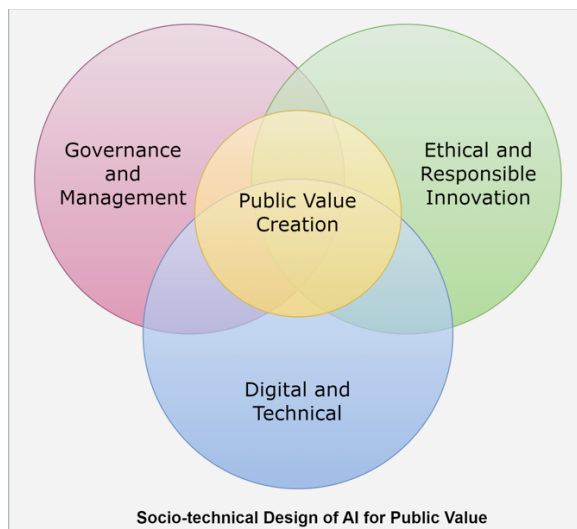 Governance
and
Management
Ethical and
Responsible
Innovation
Public Value
Creation
Digital and
Technical
Socio-technical Design of AI for Public Value